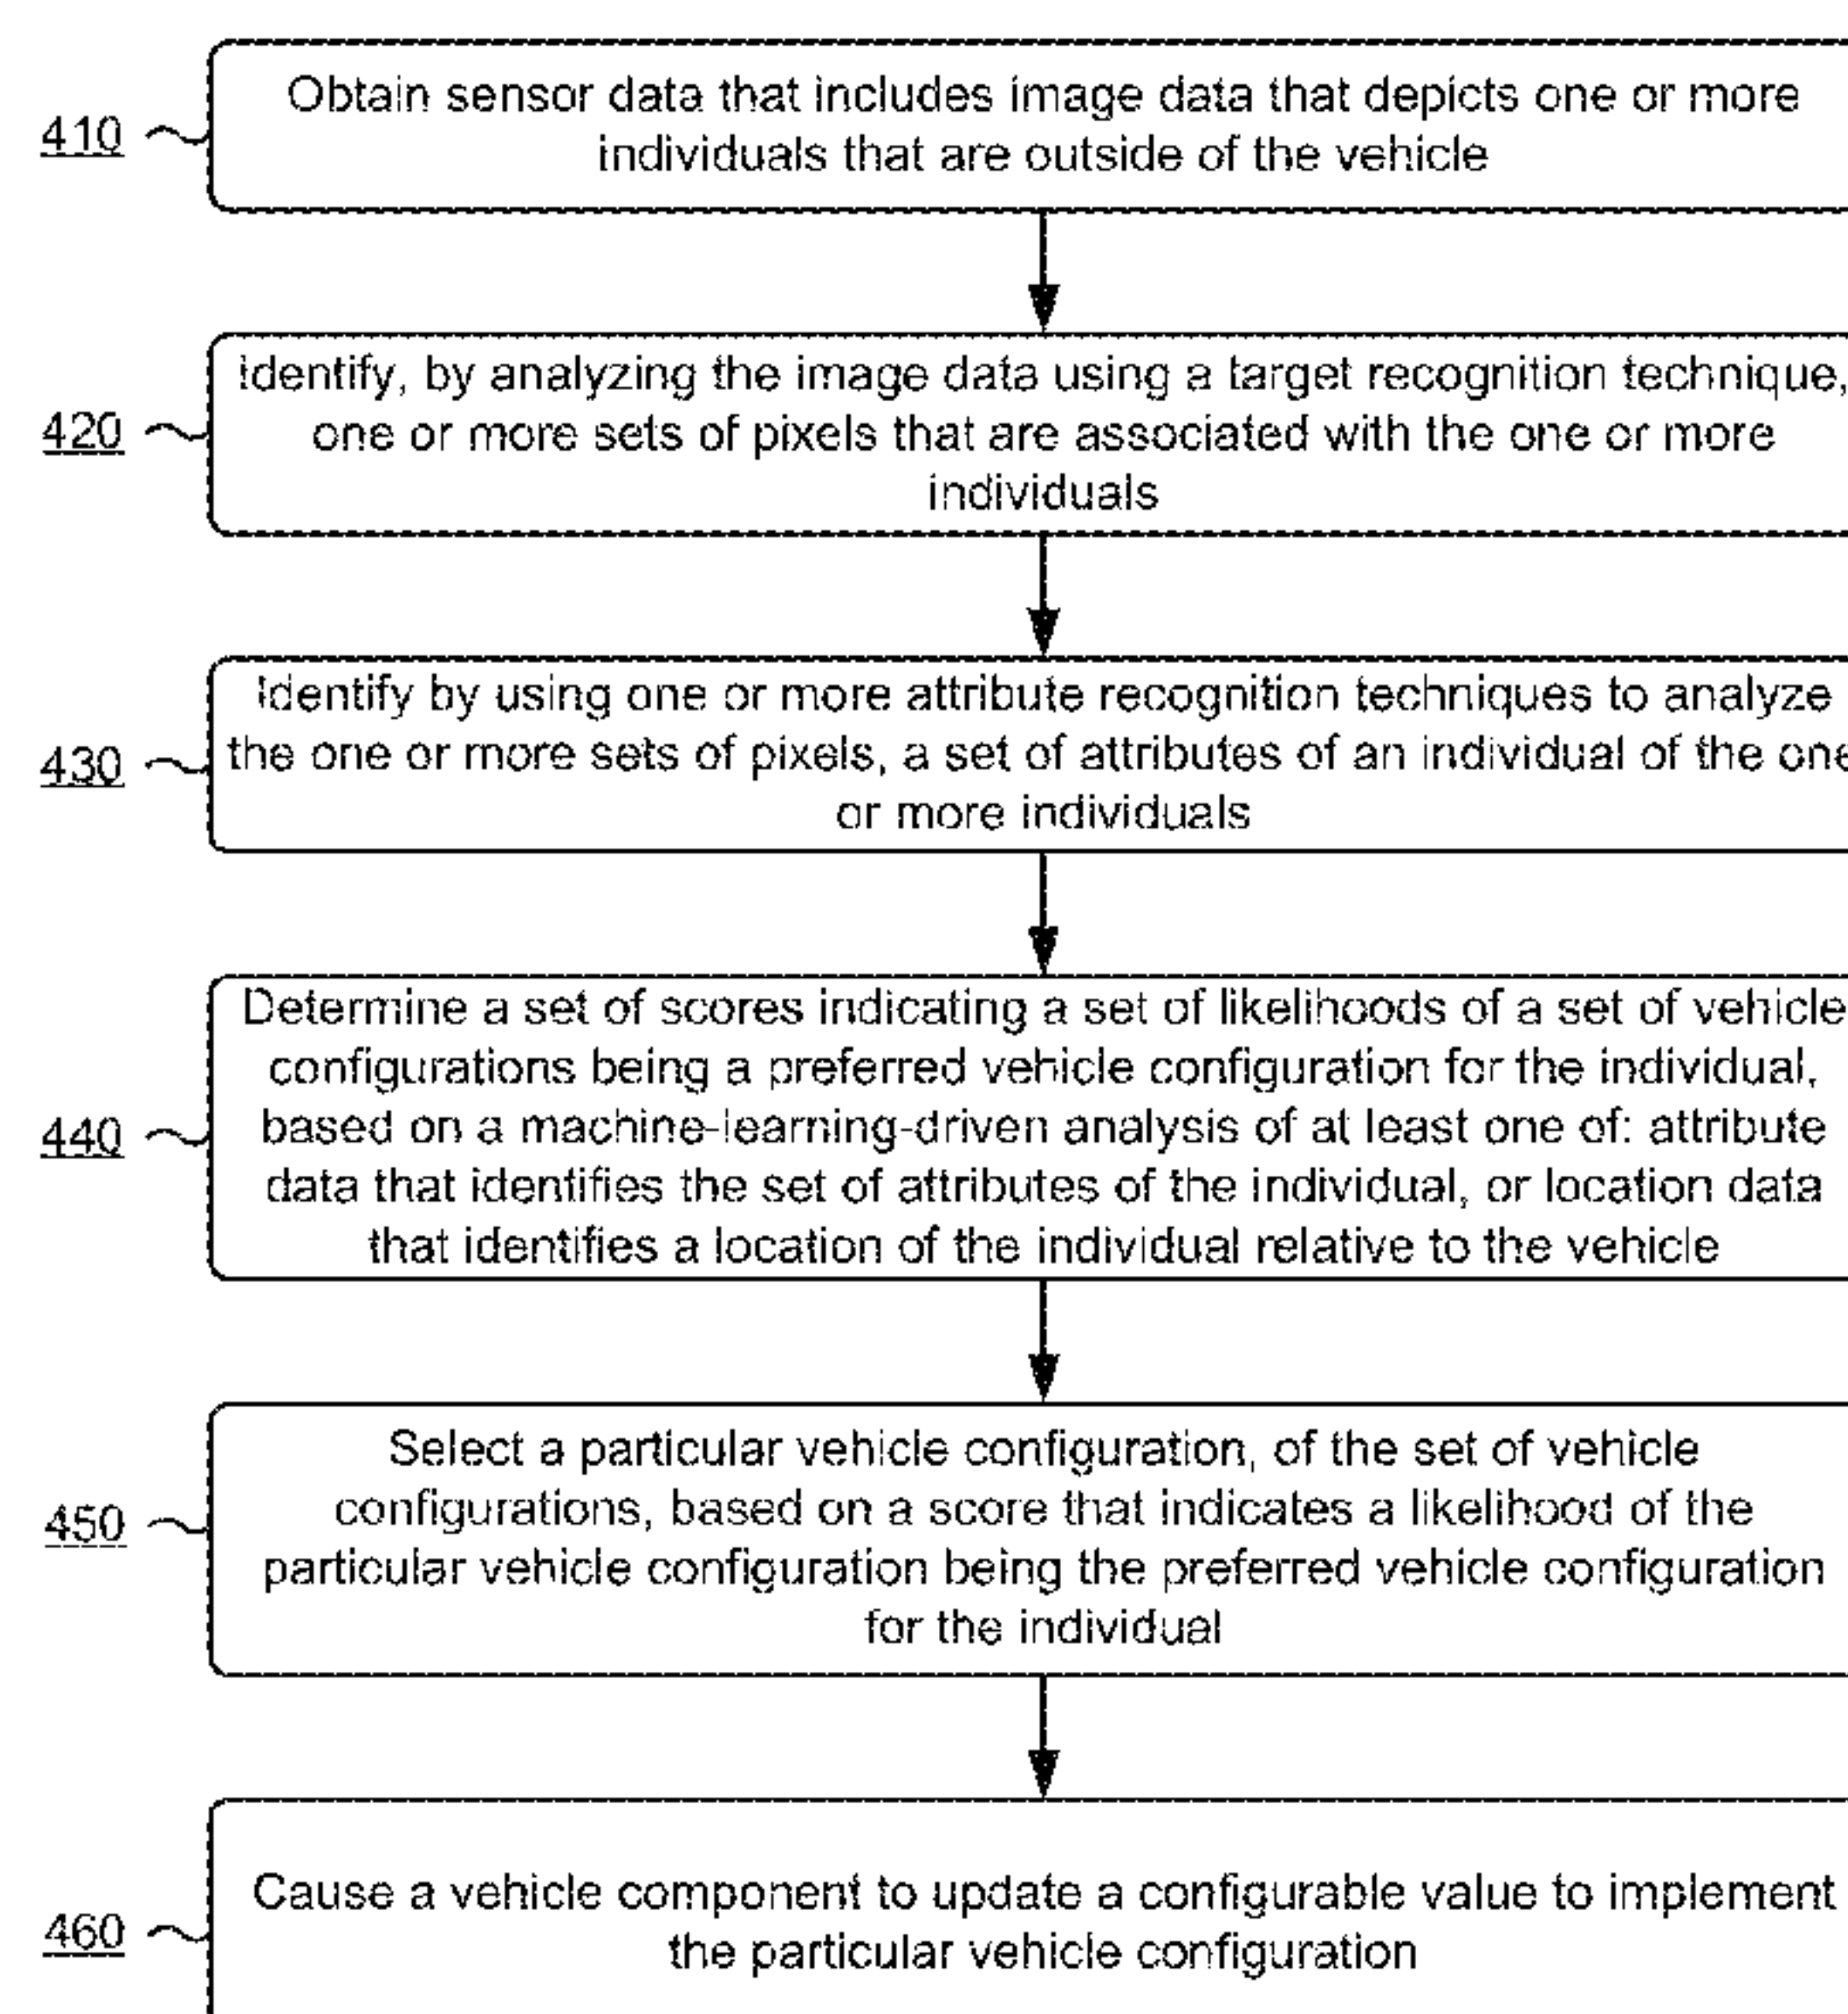 410
Obtain sensor data that includes image data that depicts one or more
individuals that are outside of the vehicle
420
Identify, by analyzing the image data using a target recognition technique,
one or more sets of pixels that are associated with the one or more
individuals
430
Identify by using one or more attribute recognition techniques to analyze
the one or more sets of pixels, a set of attributes of an individual of the one
or more individuals
440
Determine a set of scores indicating a set of likelihoods of a set of vehicle
configurations being a preferred vehicle configuration for the individual,
based on a machine-learning-driven analysis of at least one of: attribute
data that identifies the set of attributes of the individual, or location data
that identifies a location of the individual relative to the vehicle
450
Select a particular vehicle configuration, of the set of vehicle
configurations, based on a score that indicates a likelihood of the
particular vehicle configuration being the preferred vehicle configuration
for the individual
460
Cause a vehicle component to update a configurable value to implement
the particular vehicle configuration